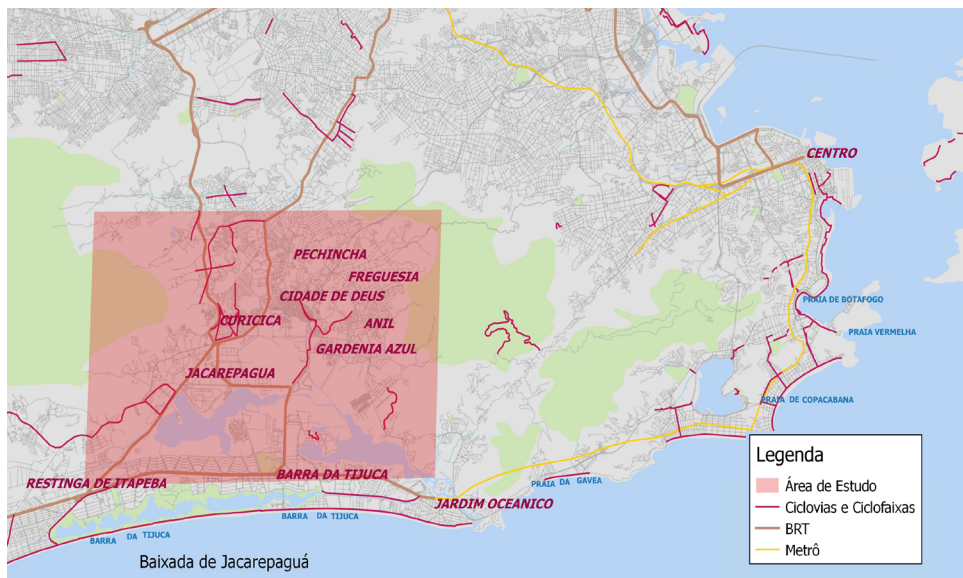 CENTRO
PECHINCHA
FREGUESIA
CIDADE DE DEUS
PRAIA DE BOTAFOGO
CURICICA
ANIL
PRAIA VERMELHA
GARDENIA AZUL
JACAREPAGUA
PRAIA DE COPACABANA
Legenda
Área de Estudo
Ciclovias e Ciclofaixas
BRT
Metrô
RESTINGA DE ITAPEBA
BARRA DA TIJUCA
PRAIA DA GAVEA
JARDIM OCEANICO
BARRA DA TIJUCA
BARRA DA TIJUCA
Baixada de Jacarepaguá